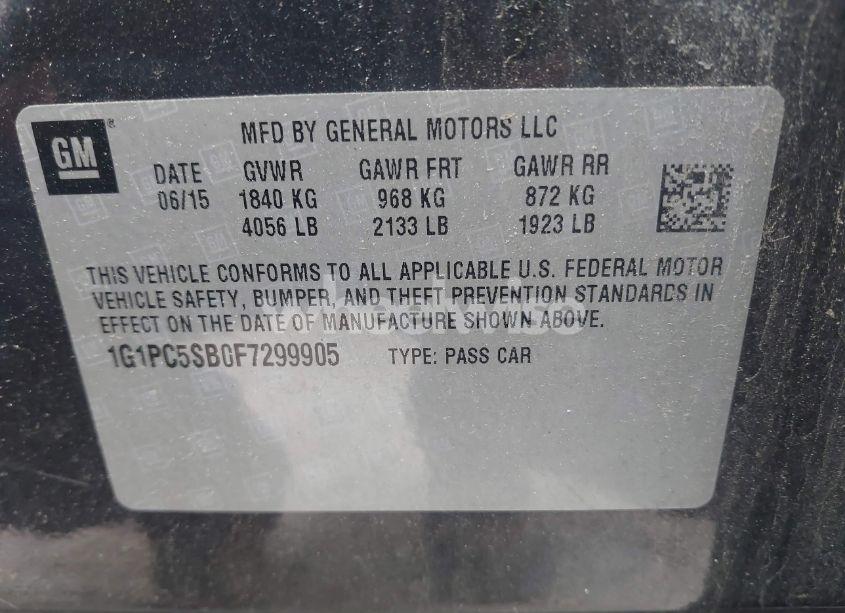 GM
MFD BY GENERAL MOTORS LLC
DATE GVWR GAWR FRT GAWR RR
06/15 1840 KG 968 KG 872 KG
4056 LB 2133 LB 1923 LB
THIS VEHICLE CONFORMS TO ALL APPLICABLE U.S. FEDERAL MOTOR
VEHICLE SAFETY, BUMPER, AND THEFT PREVENTION STANDARDS IN
EFFECT ON THE DATE OF MANUFACTURE SHOWN ABOVE.
1G1PC5SB0F7299905 TYPE: PASS CAR